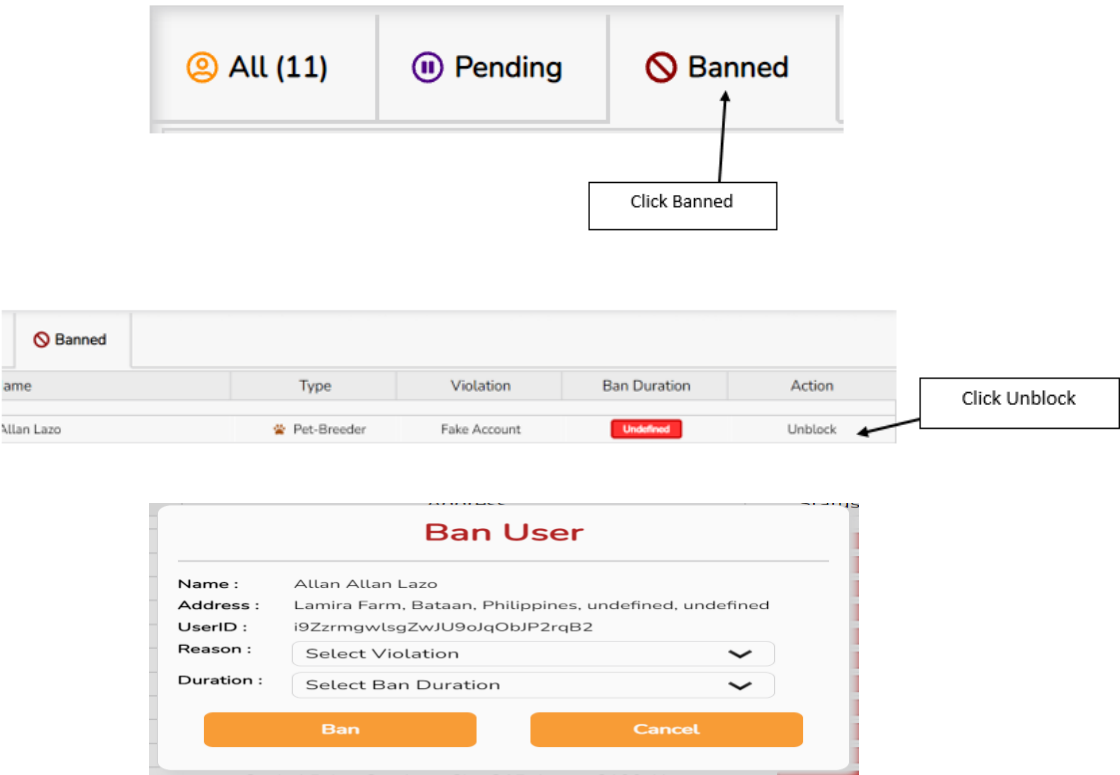 All (11) Pending Banned
Click Banned
Banned
ame Type Violation Ban Duration Action
Allan Lazo Pet-Breeder Fake Account Undefined Unblock
Click Unblock
Ban User
Name : Allan Allan Lazo
Address : Lamira Farm, Bataan, Philippines, undefined, undefined
UserID : i9ZzrmgwlsgZwJU9oJqObJP2rqB2
Reason : Select Violation
Duration : Select Ban Duration
Ban Cancel